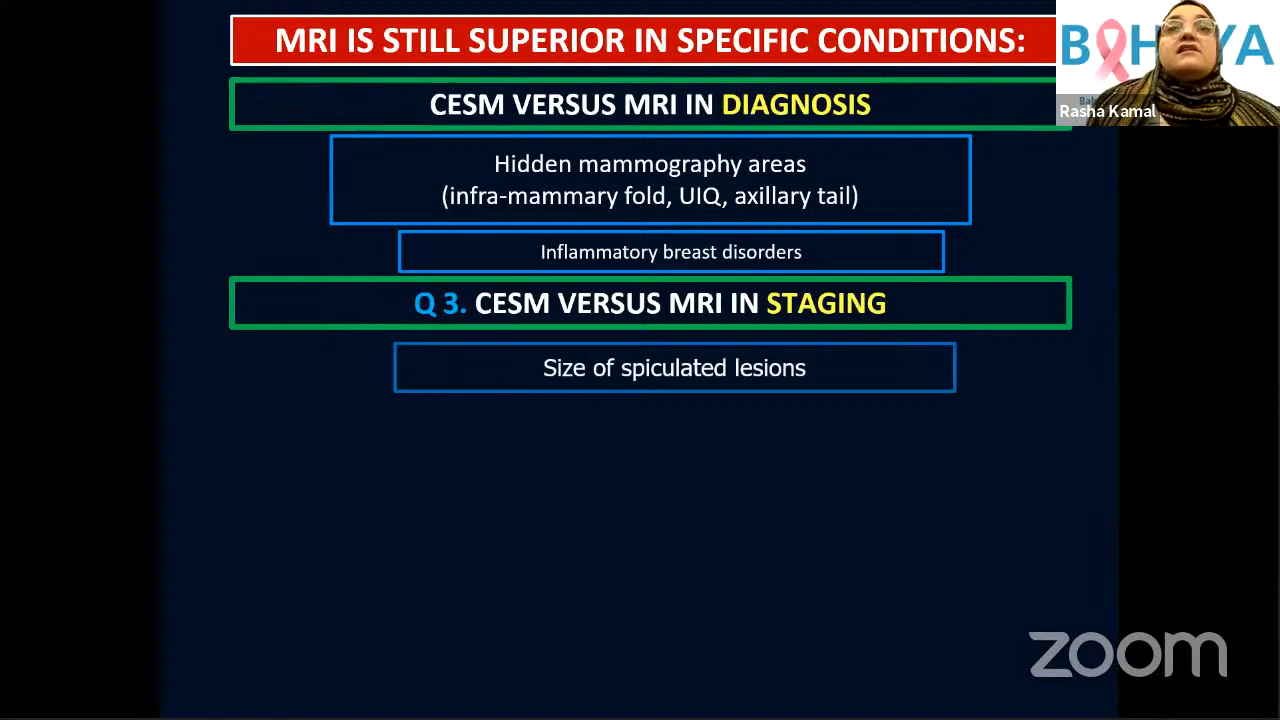 MRI IS STILL SUPERIOR IN SPECIFIC CONDITIONS:
CESM VERSUS MRI IN DIAGNOSIS
Rasha Kamal
Hidden mammography areas
(infra-mammary fold, UIQ, axillary tail)
Inflammatory breast disorders
Q 3. CESM VERSUS MRI IN STAGING
Size of spiculated lesions
zoom